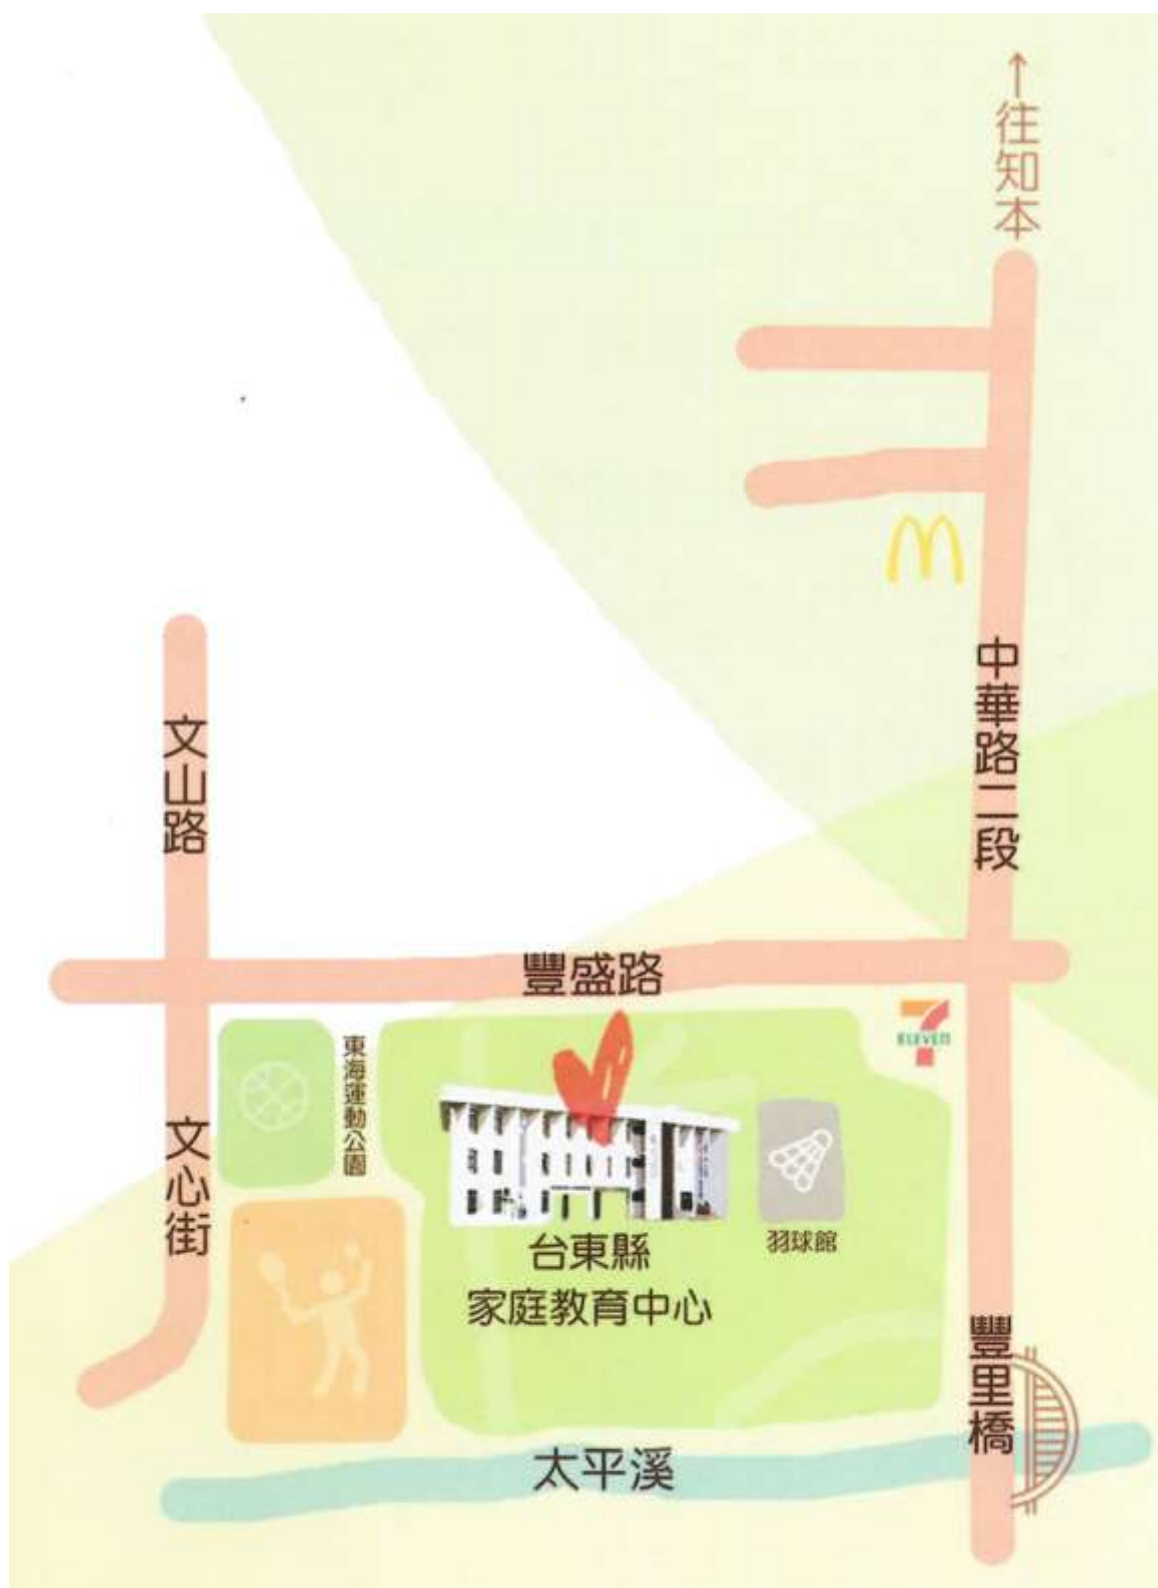 ↑往知本
中華路二段
文山路
豐盛路
7
ELEVEN
東海運動公園
文心街
羽球館
台東縣
家庭教育中心
豐里橋
太平溪